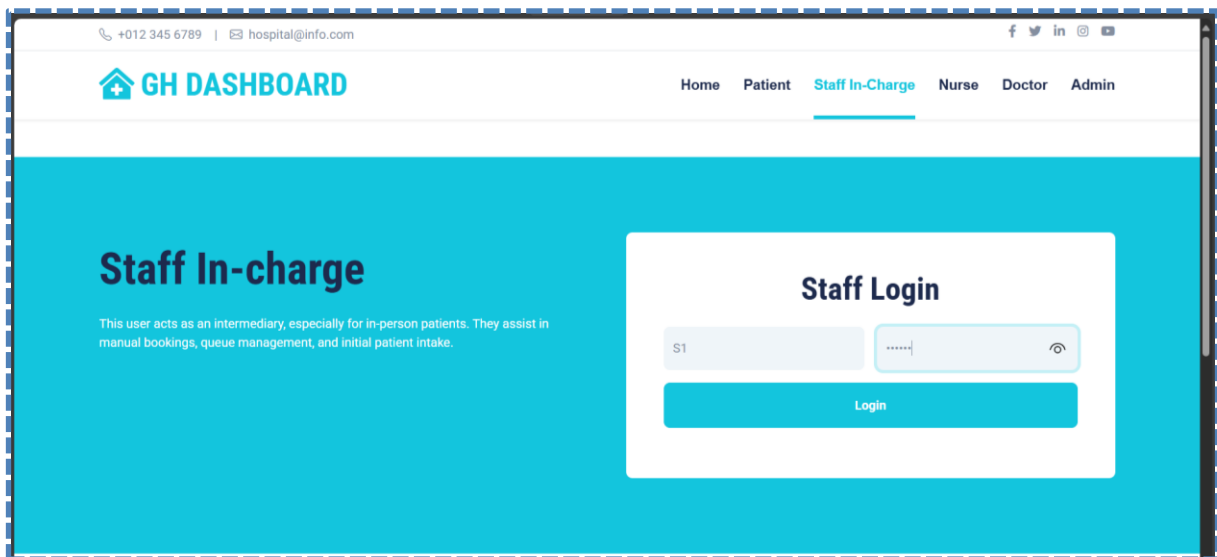 +012 345 6789 | hospital@info.com
GH DASHBOARD
Home Patient Staff In-Charge Nurse Doctor Admin
Staff In-charge
This user acts as an intermediary, especially for in-person patients. They assist in
manual bookings, queue management, and initial patient intake.
Staff Login
S1
••••••
Login